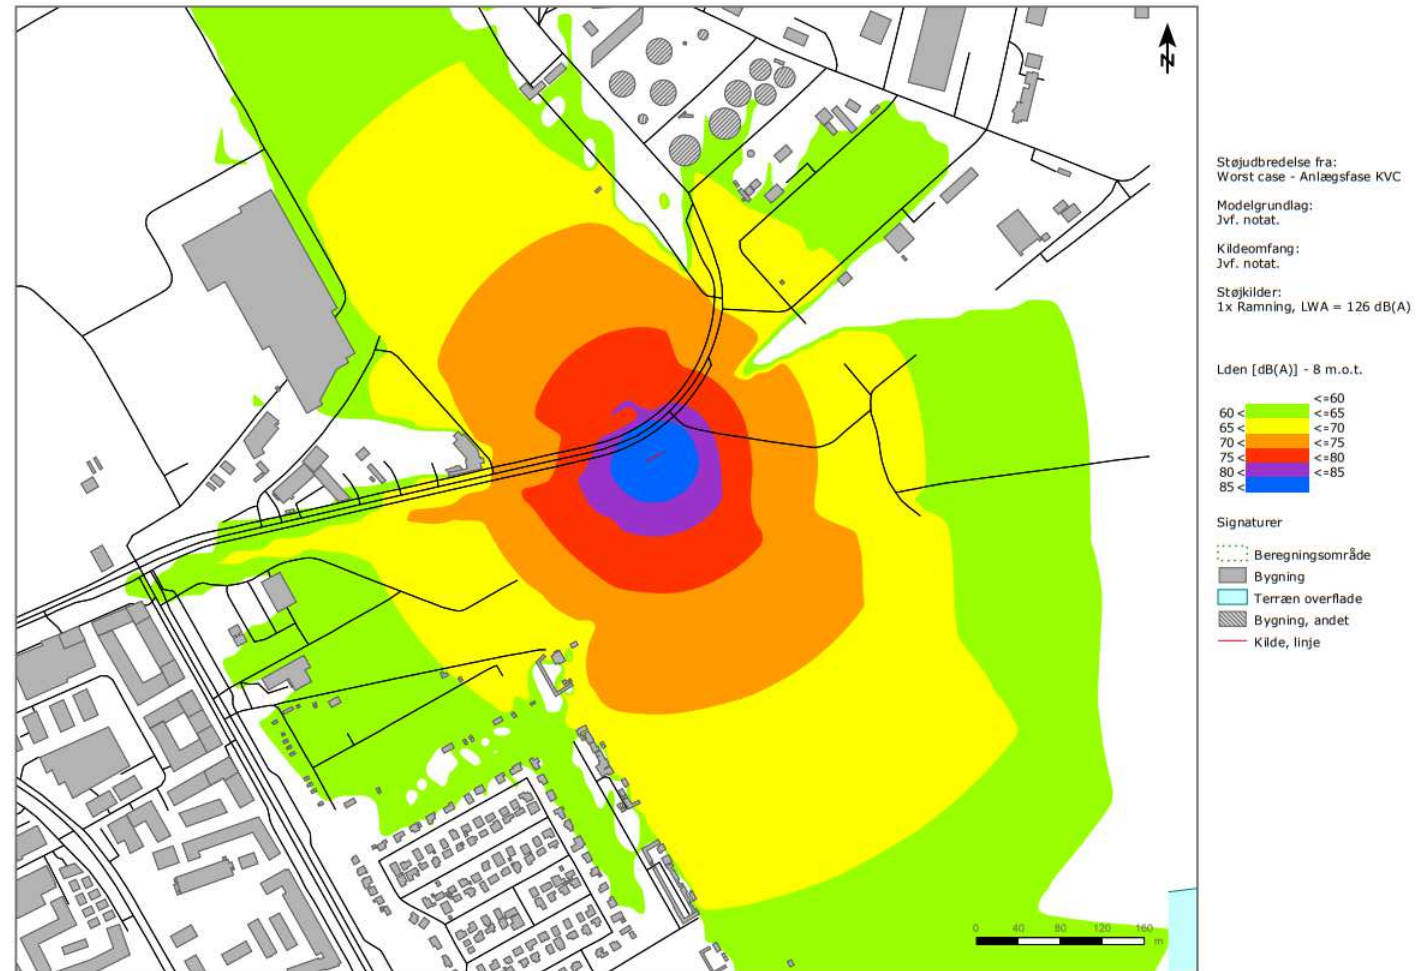 N
Støjudbredelse fra:
Worst case - Anlægsfase KVC
Modelgrundlag:
Jvf. notat.
Kildeomfang:
Jvf. notat.
Støjkilder:
1x Ramning, LWA = 126 dB(A)
Lden [dB(A)] - 8 m.o.t.
<=60
60 < <=65
65 < <=70
70 < <=75
75 < <=80
80 < <=85
85 <
Signaturer
Beregningsområde
Bygning
Terræn overflade
Bygning, andet
Kilde, linje
0 40 80 120 160
m